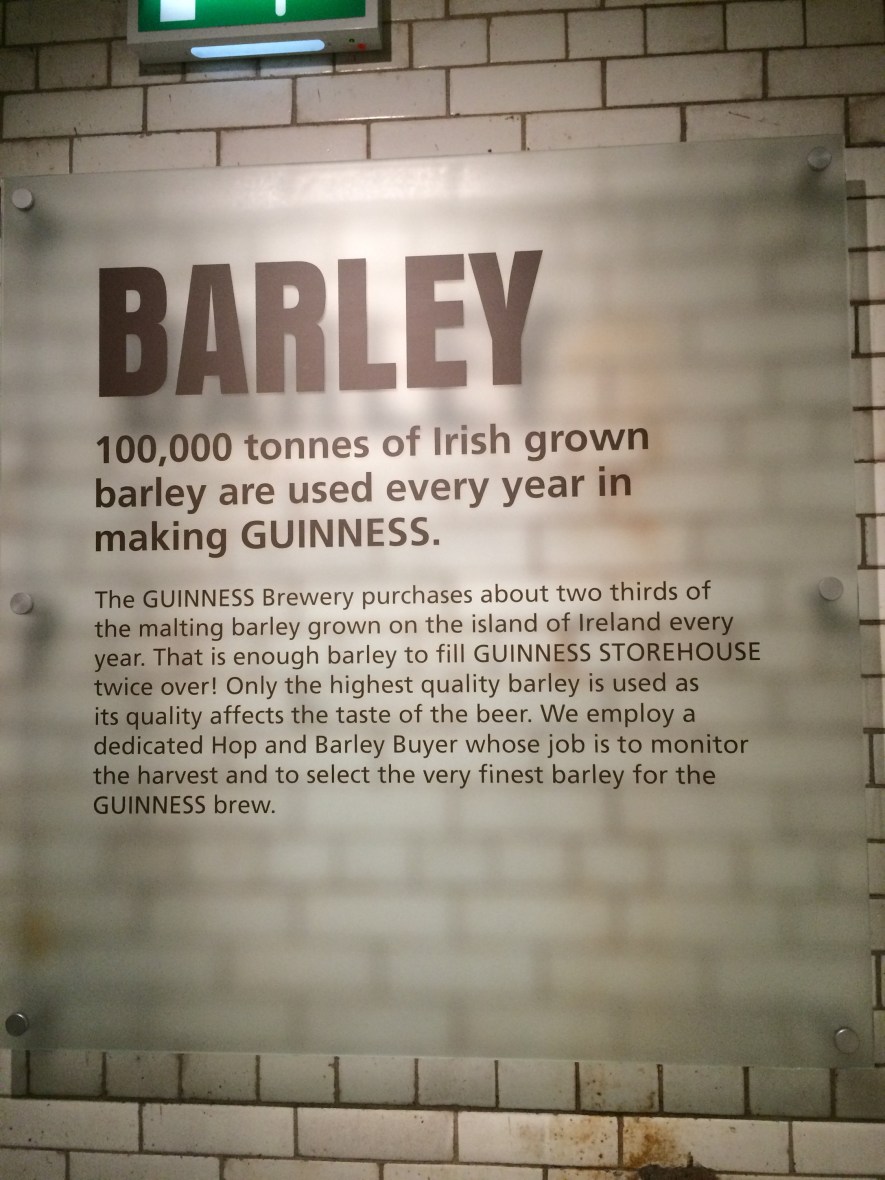 BARLEY
100,000 tonnes of Irish grown
barley are used every year in
making GUINNESS.
The GUINNESS Brewery purchases about two thirds of
the malting barley grown on the island of Ireland every
year. That is enough barley to fill GUINNESS STOREHOUSE
twice over! Only the highest quality barley is used as
its quality affects the taste of the beer. We employ a
dedicated Hop and Barley Buyer whose job is to monitor
the harvest and to select the very finest barley for the
GUINNESS brew.